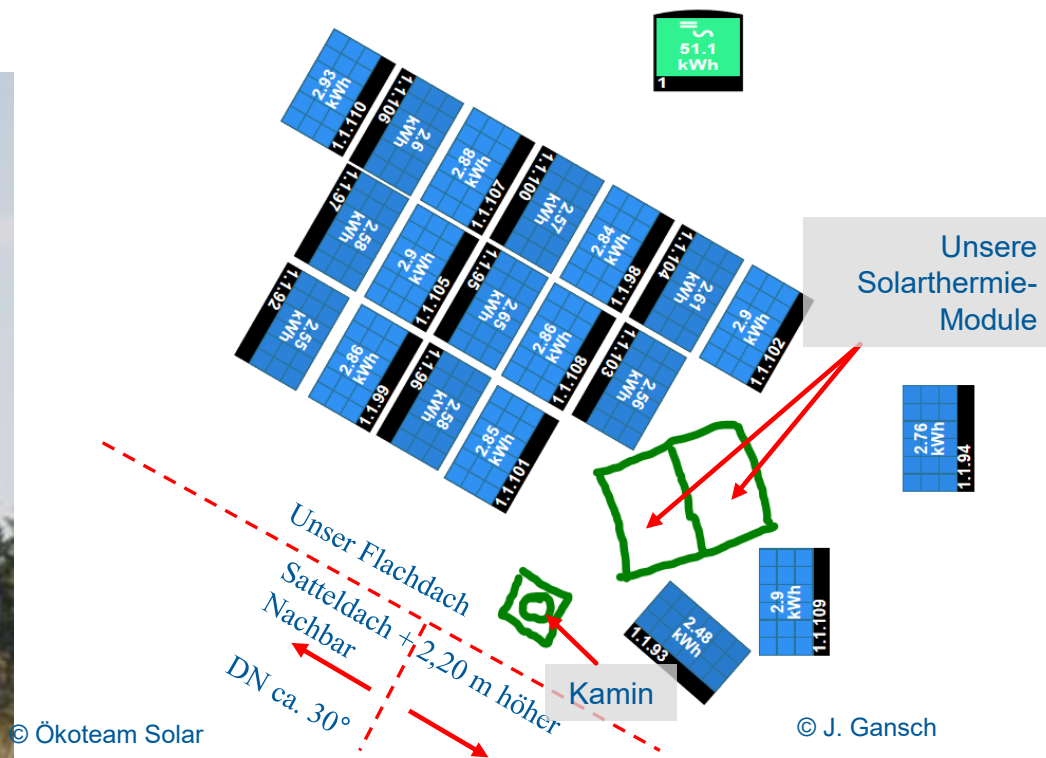 51.1
kWh
1
2.93
kWh
1.1.110
1.1.106
2.6
kWh
2.88
kWh
1.1.107
1.1.100
2.57
kWh
2.84
kWh
1.1.98
1.1.104
2.61
kWh
2.9
kWh
1.1.102
1.1.97
2.58
kWh
2.9
kWh
1.1.105
1.1.95
2.65
kWh
2.86
kWh
1.1.108
1.1.103
2.56
kWh
1.1.92
2.55
kWh
2.86
kWh
1.1.99
1.1.96
2.58
kWh
2.85
kWh
1.1.101
Unsere
Solarthermie-
Module
2.76
kWh
1.1.94
2.9
kWh
1.1.109
2.48
kWh
1.1.93
Unser Flachdach
Satteldach + 2,20 m höher
Nachbar
DN ca. 30°
Kamin
© Ökoteam Solar
© J. Gansch